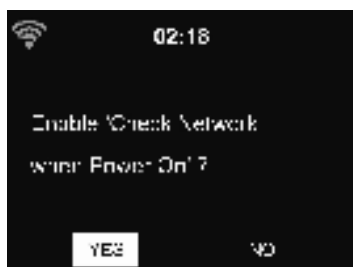 02:18
Enable 'Check Network
when Power On' ?
YES NO